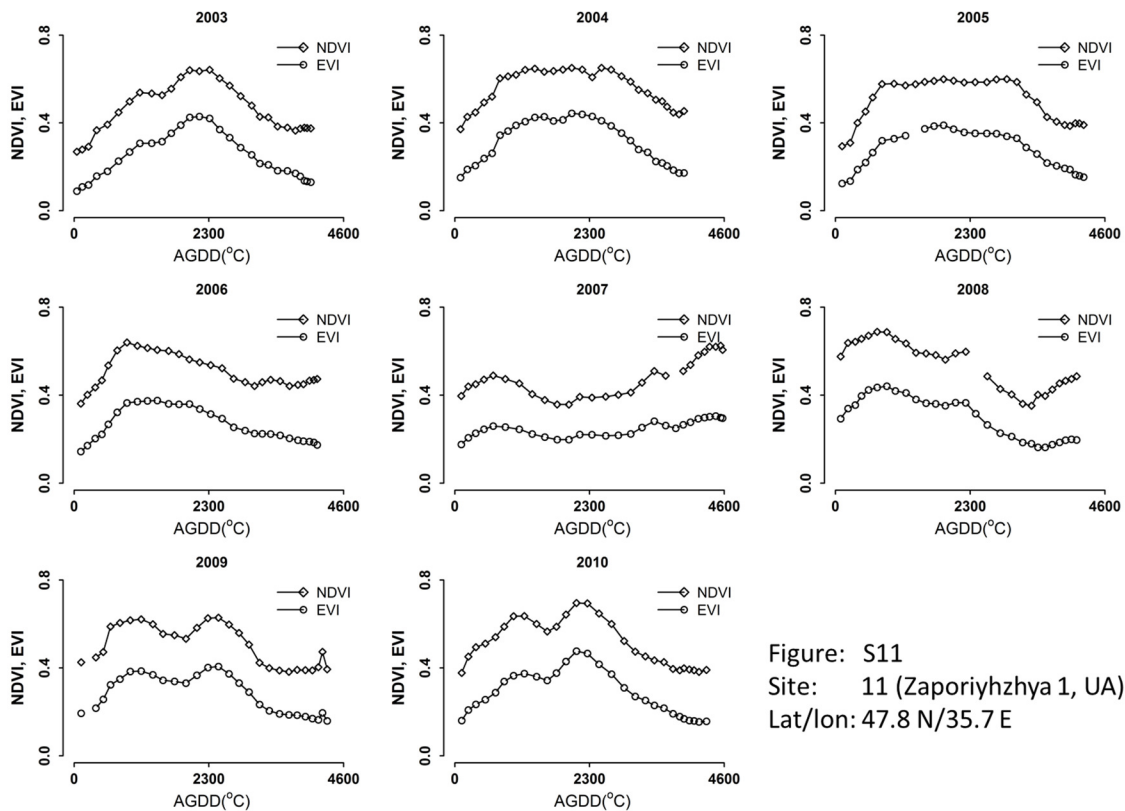 2003
NDVI, EVI
0.0
0.4
0.8
NDVI
EVI
0
2300
4600
AGDD(°C)
2004
NDVI, EVI
0.0
0.4
0.8
NDVI
EVI
0
2300
4600
AGDD(°C)
2005
NDVI, EVI
0.0
0.4
0.8
NDVI
EVI
0
2300
4600
AGDD(°C)
2006
NDVI, EVI
0.0
0.4
0.8
NDVI
EVI
0
2300
4600
AGDD(°C)
2007
NDVI, EVI
0.0
0.4
0.8
NDVI
EVI
0
2300
4600
AGDD(°C)
2008
NDVI, EVI
0.0
0.4
0.8
NDVI
EVI
0
2300
4600
AGDD(°C)
2009
NDVI, EVI
0.0
0.4
0.8
NDVI
EVI
0
2300
4600
AGDD(°C)
2010
NDVI, EVI
0.0
0.4
0.8
NDVI
EVI
0
2300
4600
AGDD(°C)
Figure: S11
Site: 11 (Zaporiyhzhya 1, UA)
Lat/lon: 47.8 N/35.7 E